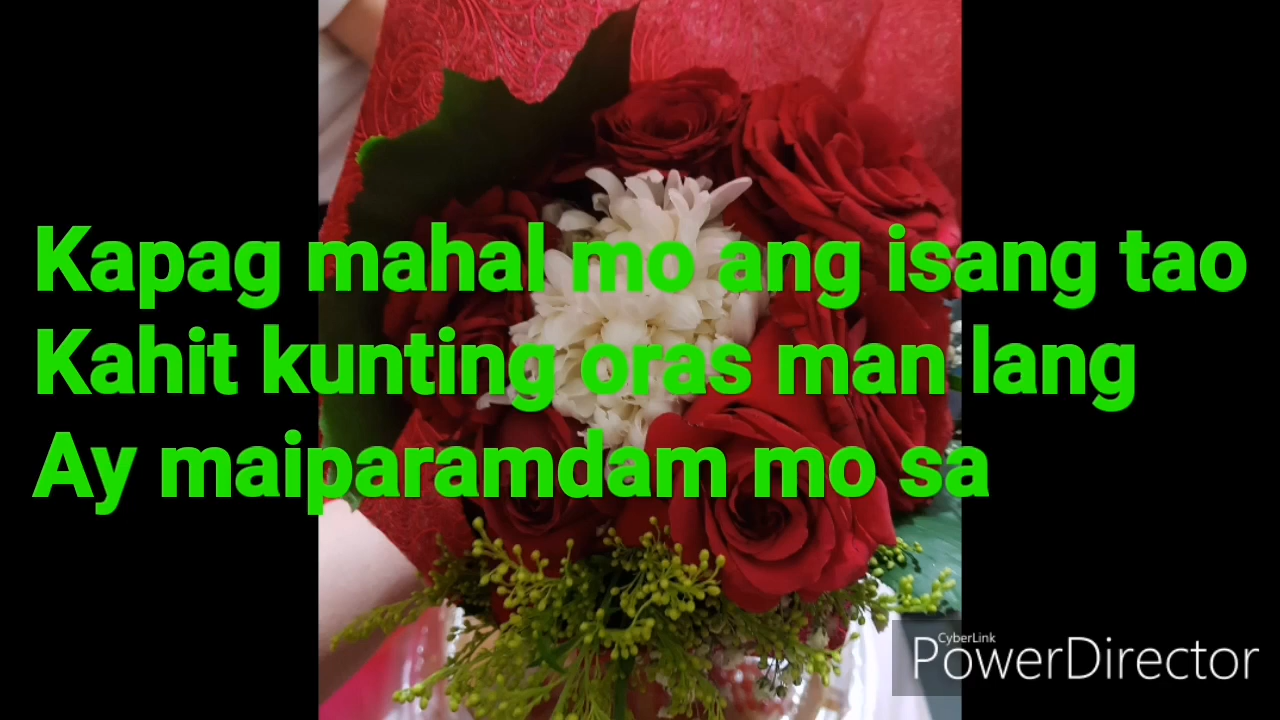 Kapag mahal mo ang isang tao
Kahit kunting oras man lang
Ay maiparamdam mo sa
CyberLink
PowerDirector